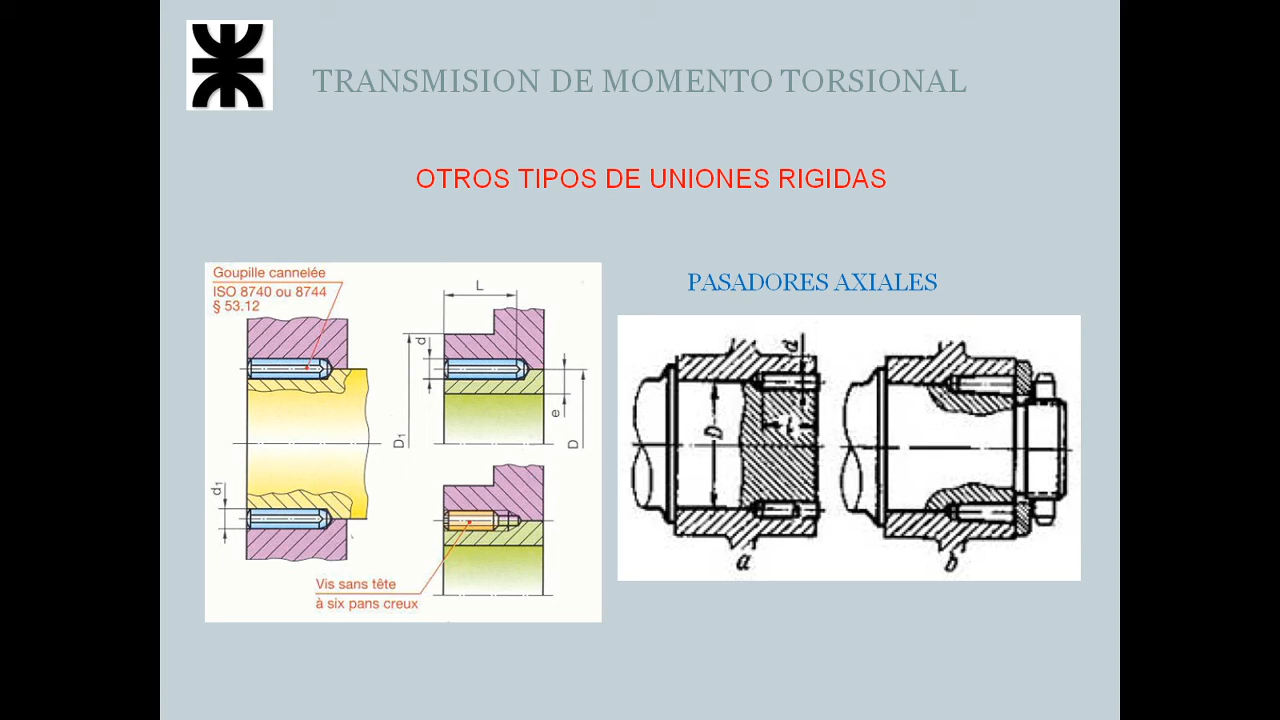 TRANSMISION DE MOMENTO TORSIONAL
OTROS TIPOS DE UNIONES RIGIDAS
Goupille cannelée
ISO 8740 ou 8744
§ 53.12
L
d
D₁
e
D
d₁
Vis sans tête
à six pans creux
PASADORES AXIALES
d
D
a
b